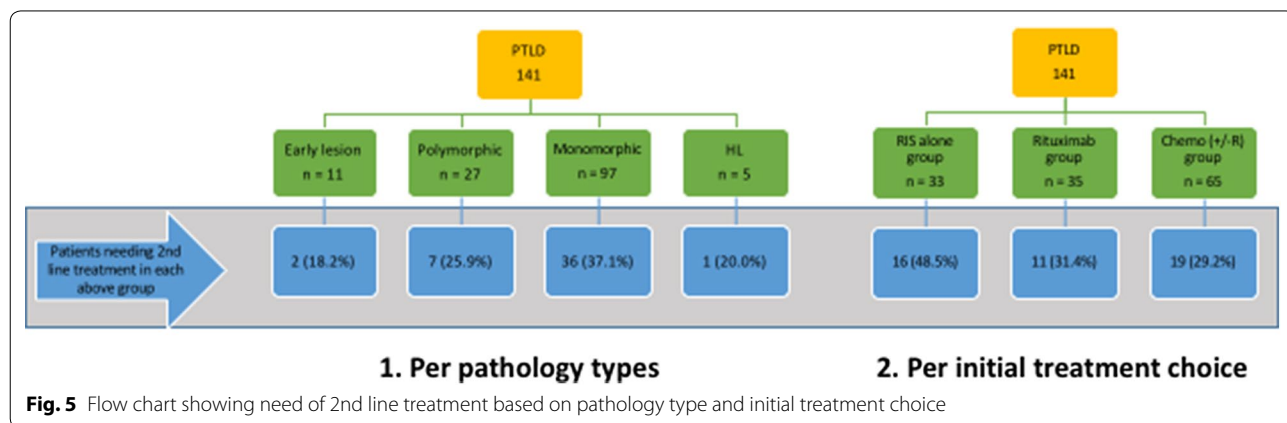 PTLD
141
Early lesion
n = 11
Polymorphic
n = 27
Monomorphic
n = 97
HL
n = 5
PTLD
141
RIS alone
group
n = 33
Rituximab
group
n = 35
Chemo (+/-R)
group
n = 65
Patients needing 2nd
line treatment in each
above group
2 (18.2%)
7 (25.9%)
36 (37.1%)
1 (20.0%)
16 (48.5%)
11 (31.4%)
19 (29.2%)
1. Per pathology types
2. Per initial treatment choice
Fig. 5 Flow chart showing need of 2nd line treatment based on pathology type and initial treatment choice